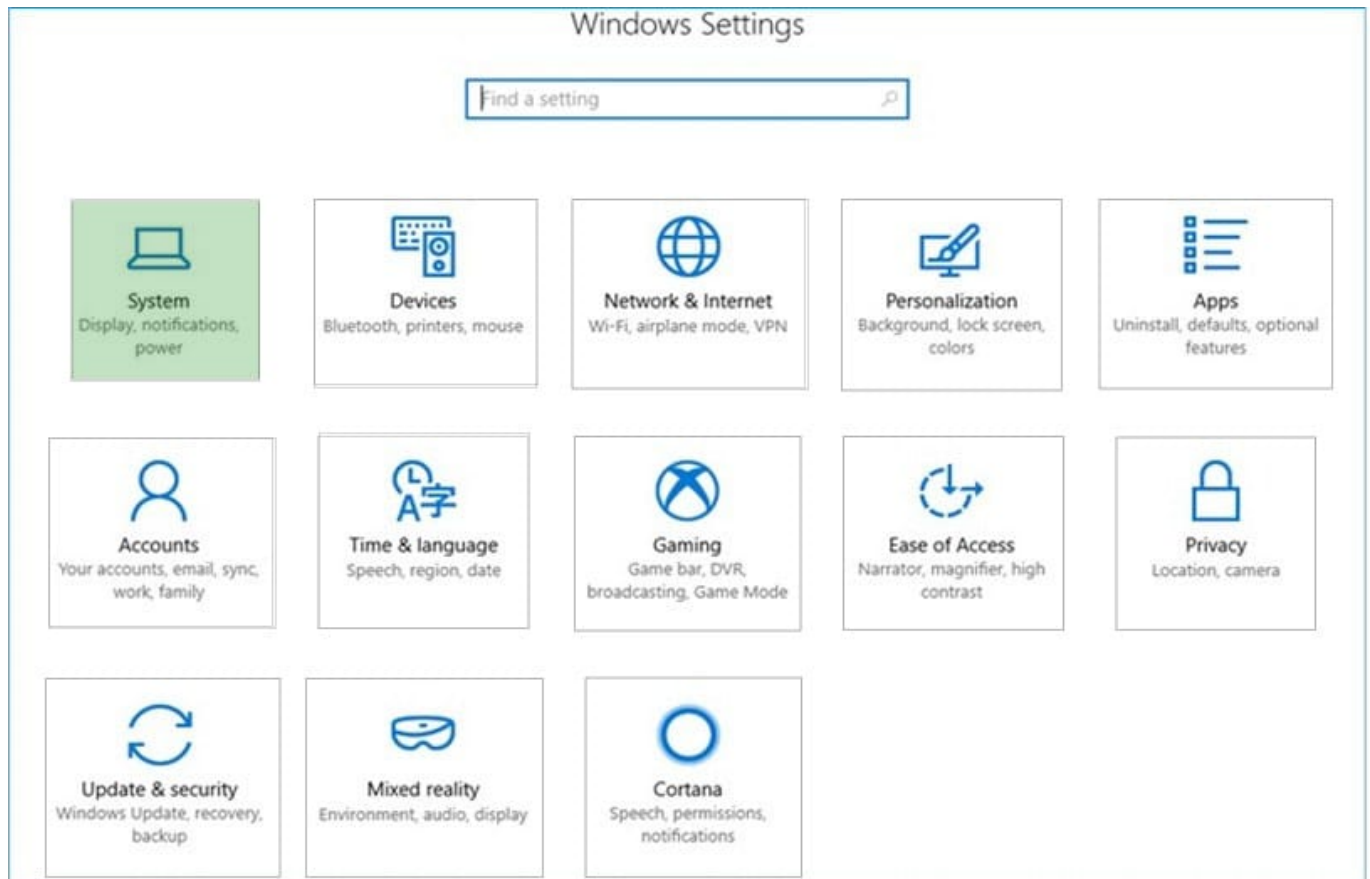 Windows Settings
Find a setting
System
Display, notifications,
power
Devices
Bluetooth, printers, mouse
Network & Internet
Wi-Fi, airplane mode, VPN
Personalization
Background, lock screen,
colors
Apps
Uninstall, defaults, optional
features
Accounts
Your accounts, email, sync,
work, family
Time & language
Speech, region, date
Gaming
Game bar, DVR,
broadcasting, Game Mode
Ease of Access
Narrator, magnifier, high
contrast
Privacy
Location, camera
Update & security
Windows Update, recovery,
backup
Mixed reality
Environment, audio, display
Cortana
Speech, permissions,
notifications